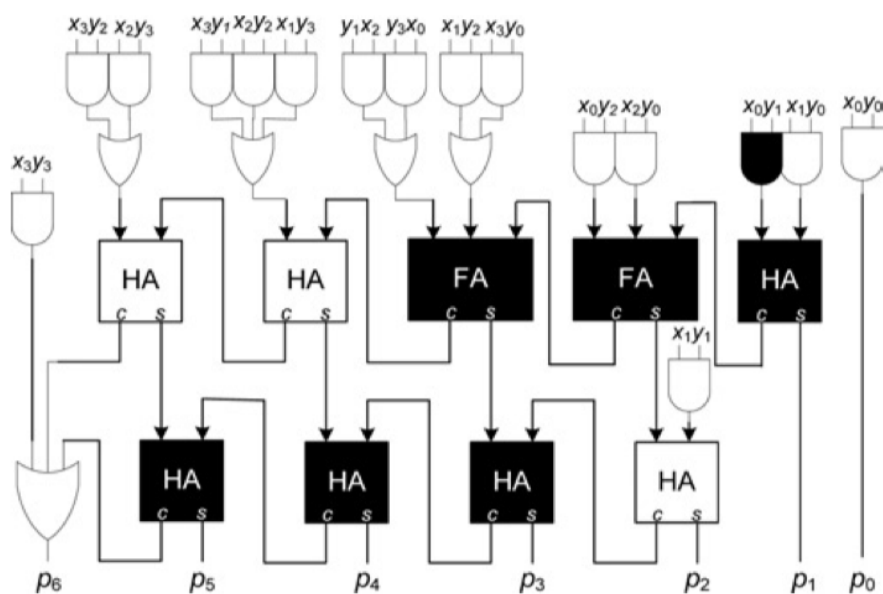 x₃y₂ x₂y₃ x₃y₁ x₂y₂ x₁y₃ y₁x₂ y₃x₀ x₁y₂ x₃y₀
x₀y₂ x₂y₀ x₀y₁ x₁y₀ x₀y₀
x₃y₃
HA HA FA FA HA
c s c s c s c s c s
x₁y₁
HA HA HA HA
c s c s c s c s
p₆ p₅ p₄ p₃ p₂ p₁ p₀